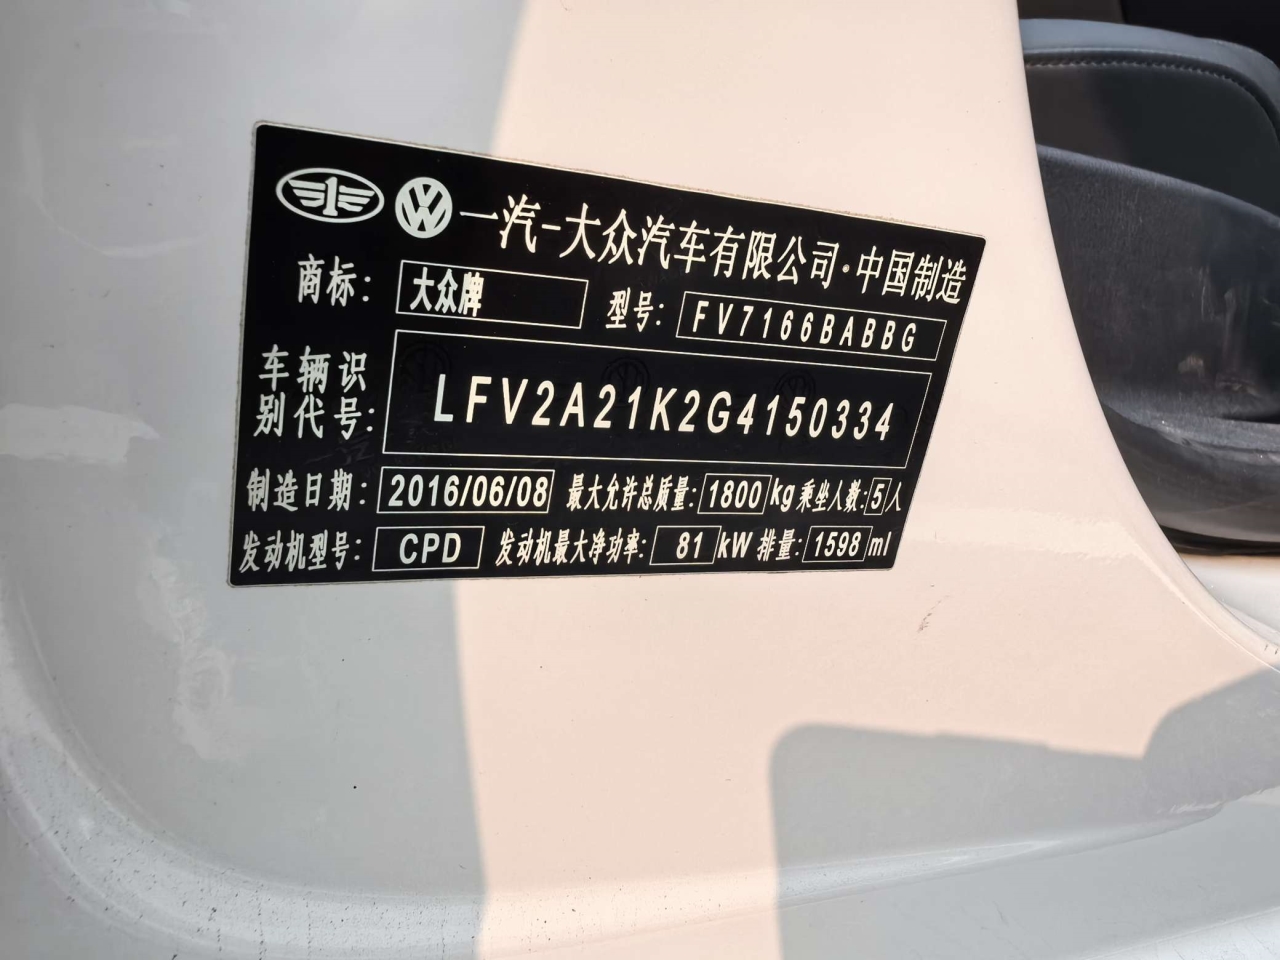 一汽-大众汽车有限公司·中国制造
商标: 大众牌 型号: FV7166BABBG
车辆识别代号: LFV2A21K2G4150334
制造日期: 2016/06/08 最大允许总质量: 1800 kg 乘坐人数: 5 人
发动机型号: CPD 发动机最大净功率: 81 kW 排量: 1598 ml